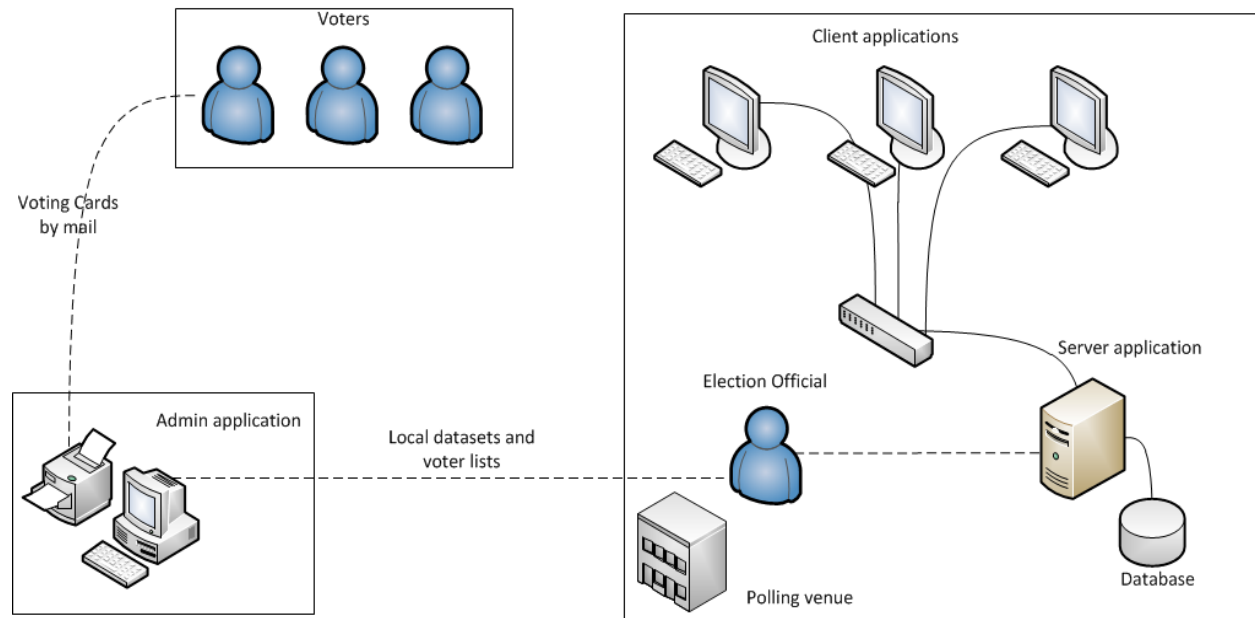 Voters
Client applications
Voting Cards
by mail
Server application
Election Official
Admin application
Local datasets and
voter lists
Database
Polling venue